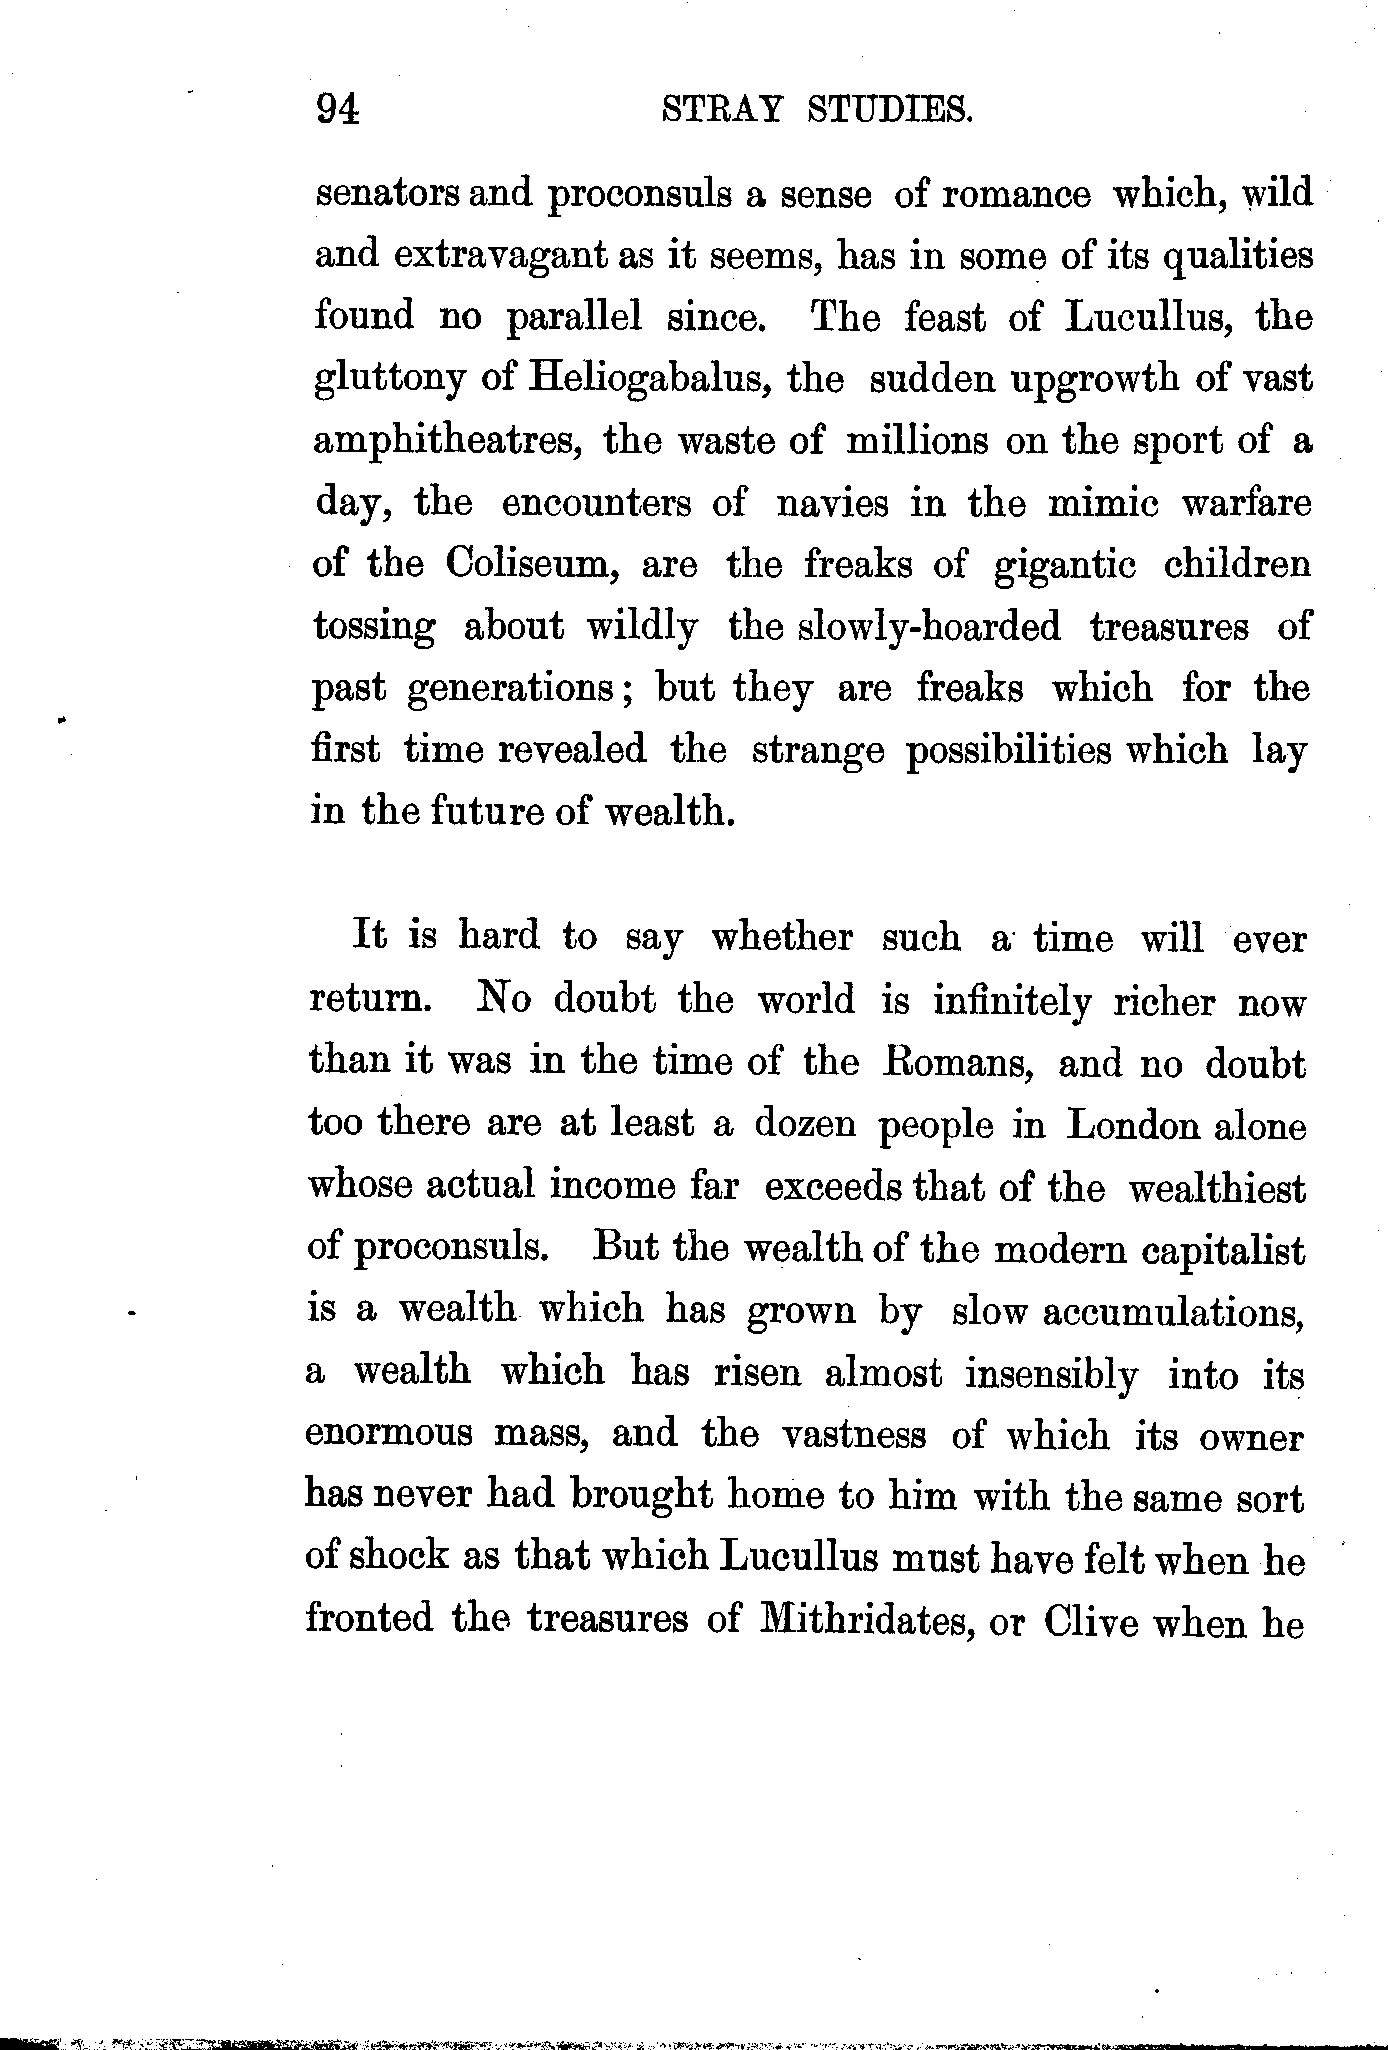 94 STRAY STUDIES.
senators and proconsuls a sense of romance which, wild
and extravagant as it seems, has in some of its qualities
found no parallel since. The feast of Lucullus, the
gluttony of Heliogabalus, the sudden upgrowth of vast
amphitheatres, the waste of millions on the sport of a
day, the encounters of navies in the mimic warfare
of the Coliseum, are the freaks of gigantic children
tossing about wildly the slowly-hoarded treasures of
past generations; but they are freaks which for the
first time revealed the strange possibilities which lay
in the future of wealth.
It is hard to say whether such a time will ever
return. No doubt the world is infinitely richer now
than it was in the time of the Romans, and no doubt
too there are at least a dozen people in London alone
whose actual income far exceeds that of the wealthiest
of proconsuls. But the wealth of the modern capitalist
is a wealth which has grown by slow accumulations,
a wealth which has risen almost insensibly into its
enormous mass, and the vastness of which its owner
has never had brought home to him with the same sort
of shock as that which Lucullus must have felt when he
fronted the treasures of Mithridates, or Clive when he